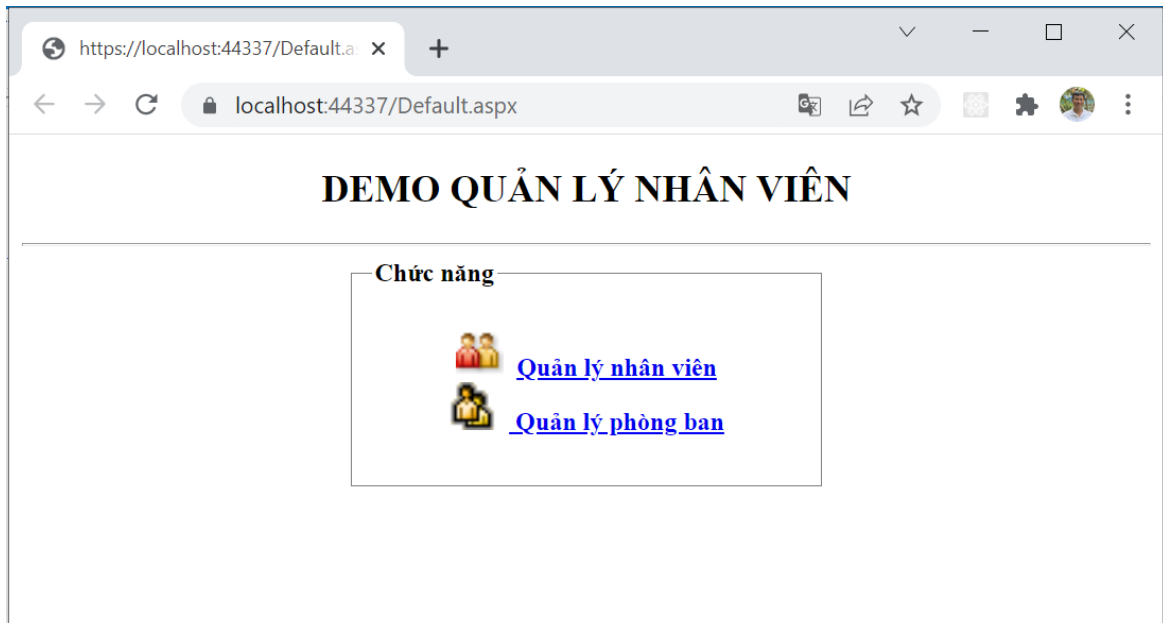 https://localhost:44337/Default.a
localhost:44337/Default.aspx
DEMO QUẢN LÝ NHÂN VIÊN
Chức năng
Quản lý nhân viên
Quản lý phòng ban